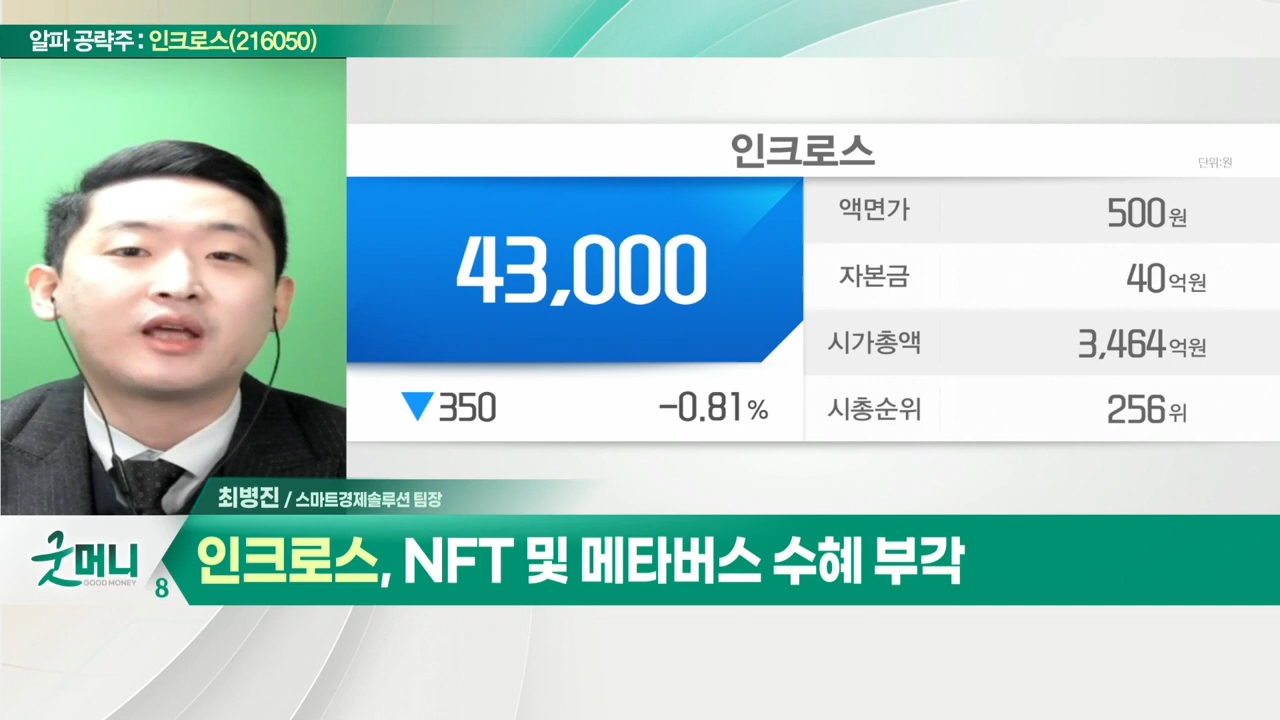 알파 공략주 : 인크로스(216050)
인크로스
단위:원
43,000
▼350 -0.81%
액면가 500원
자본금 40억원
시가총액 3,464억원
시총순위 256위
최병진 / 스마트경제솔루션 팀장
굿머니
GOOD MONEY
8
인크로스, NFT 및 메타버스 수혜 부각